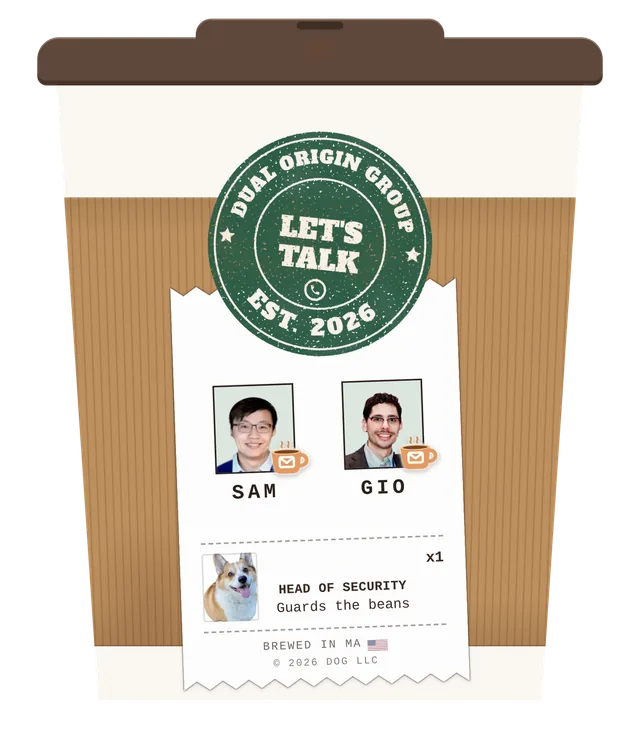 DUAL ORIGIN GROUP
LET'S
TALK
EST. 2026
SAM
GIO
x1
HEAD OF SECURITY
Guards the beans
BREWED IN MA
© 2026 DOG LLC